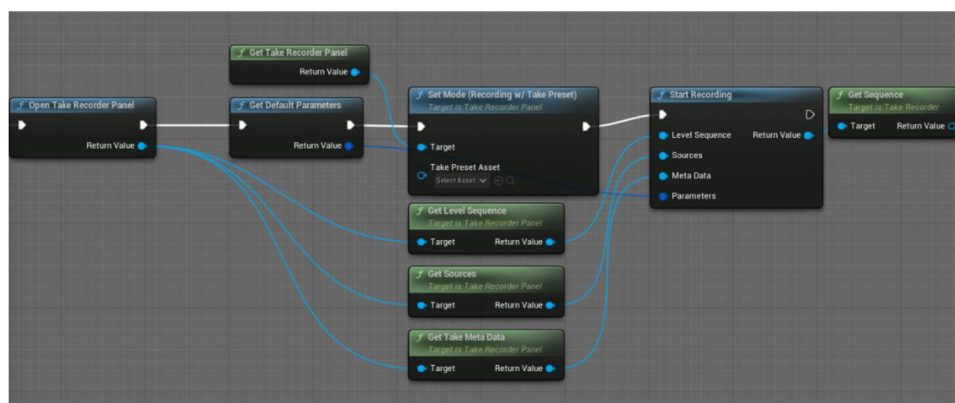 Get Take Recorder Panel
Return Value
Open Take Recorder Panel
Return Value
Get Default Parameters
Return Value
Set Mode (Recording w/ Take Preset)
Target is Take Recorder Panel
Target
Take Preset Asset
Select Asset
Start Recording
Level Sequence
Return Value
Sources
Meta Data
Parameters
Get Sequence
Target is Take Recorder
Target
Return Value
Get Level Sequence
Target is Take Recorder Panel
Target
Return Value
Get Sources
Target is Take Recorder Panel
Target
Return Value
Get Take Meta Data
Target is Take Recorder Panel
Target
Return Value